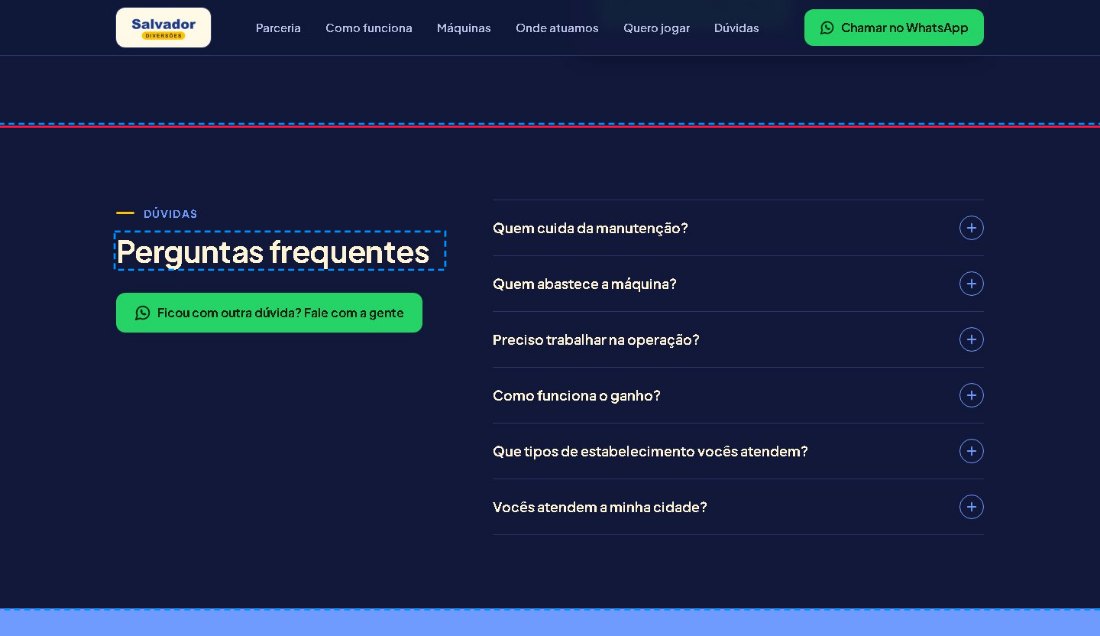 Salvador
DIVERSÕES
Parceria
Como funciona
Máquinas
Onde atuamos
Quero jogar
Dúvidas
Chamar no WhatsApp
DÚVIDAS
Perguntas frequentes
Ficou com outra dúvida? Fale com a gente
Quem cuida da manutenção?
Quem abastece a máquina?
Preciso trabalhar na operação?
Como funciona o ganho?
Que tipos de estabelecimento vocês atendem?
Vocês atendem a minha cidade?